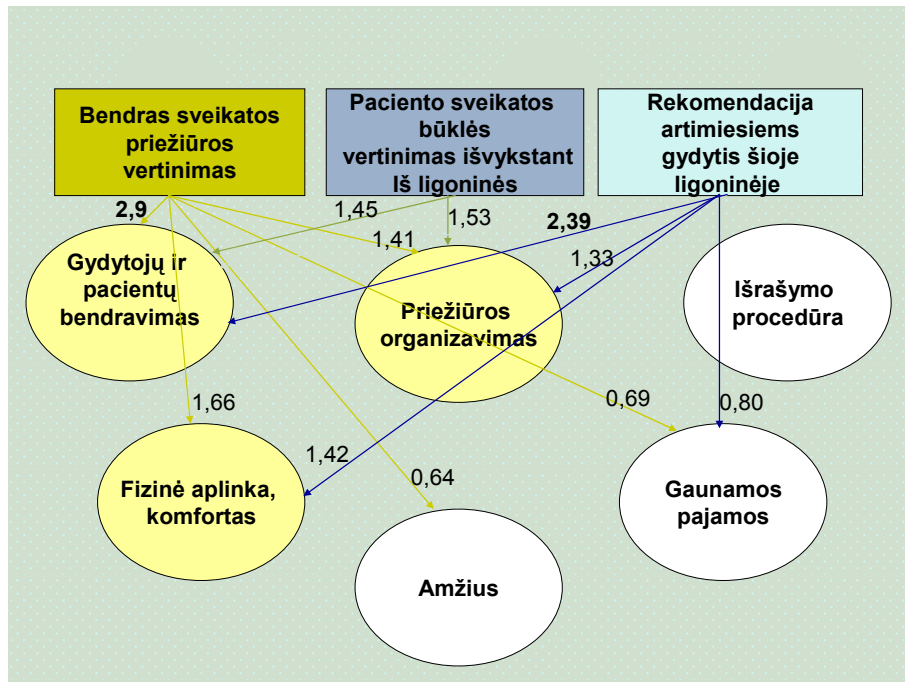 Bendras sveikatos
priežiūros
vertinimas
Paciento sveikatos
būklės
vertinimas išvykstant
Iš ligoninės
Rekomendacija
artimiesiems
gydytis šioje
ligoninėje
2,9
1,45
1,53
2,39
1,41
1,33
Gydytojų ir
pacientų
bendravimas
Priežiūros
organizavimas
Išrašymo
procedūra
1,66
0,69
0,80
1,42
0,64
Fizinė aplinka,
komfortas
Gaunamos
pajamos
Amžius